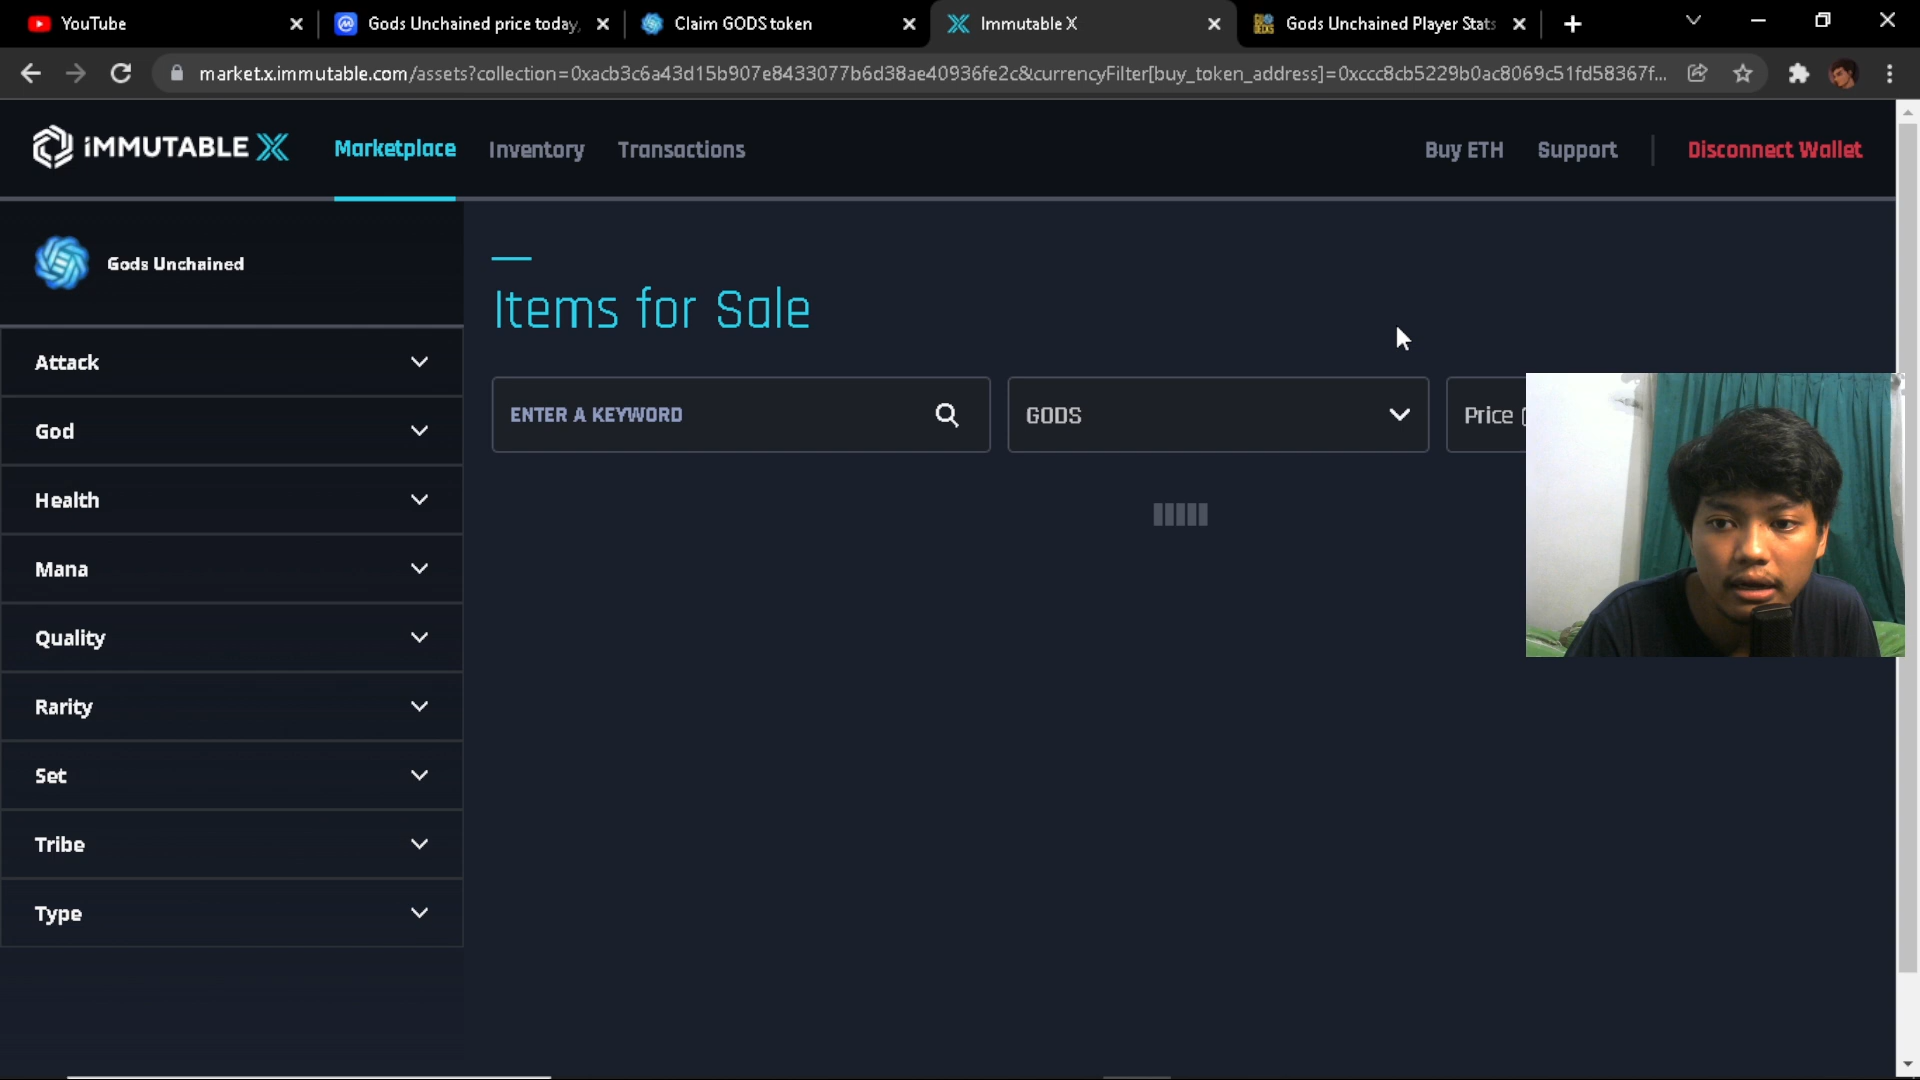 YouTube
Gods Unchained price today,
Claim GODS token
Immutable X
Gods Unchained Player Stats
market.x.immutable.com/assets?collection=0xacb3c6a43d15b907e8433077b6d38ae40936fe2c&currencyFilter[buy_token_address]=0xccc8cb5229b0ac8069c51fd58367f...
IMMUTABLE X
Marketplace
Inventory
Transactions
Buy ETH
Support
Disconnect Wallet
Gods Unchained
Items for Sale
ENTER A KEYWORD
GODS
Price
Attack
God
Health
Mana
Quality
Rarity
Set
Tribe
Type